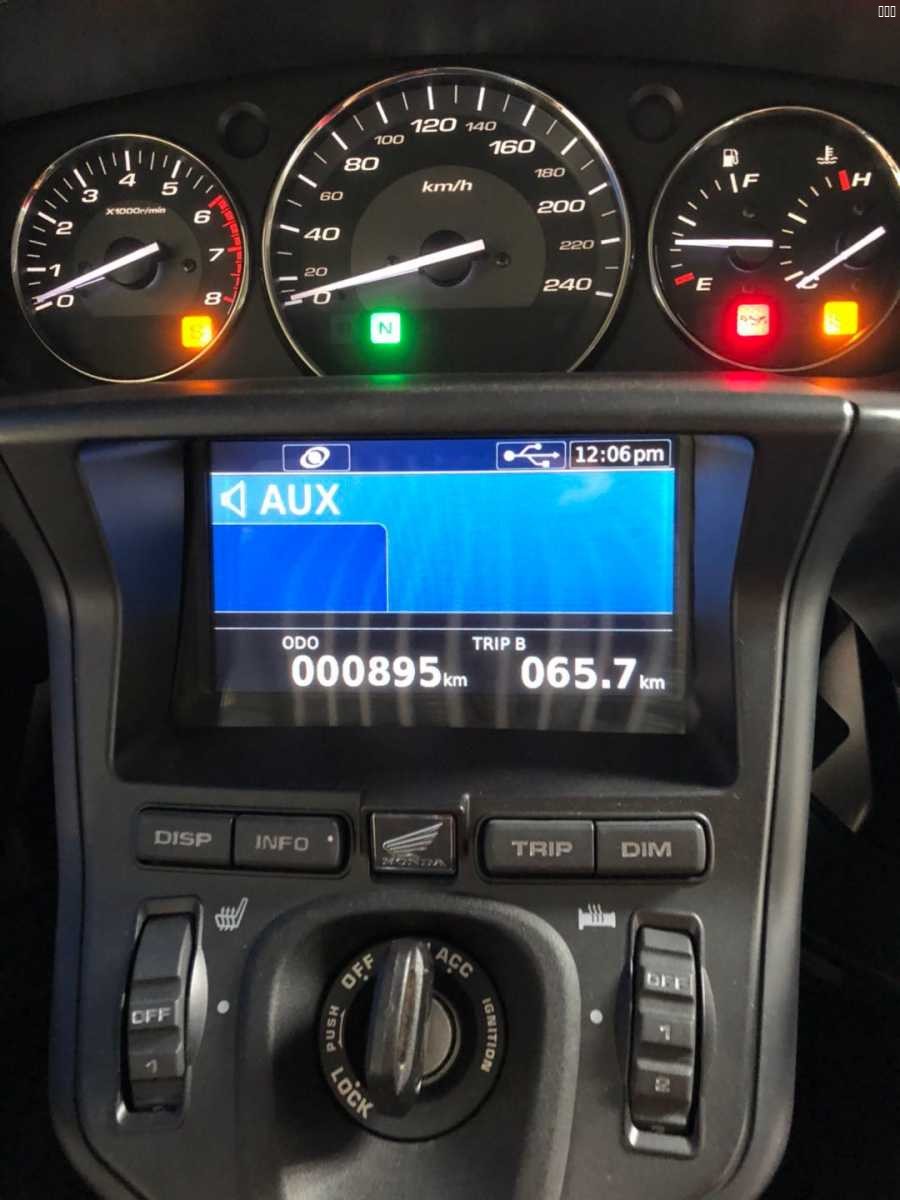 0 1 2 3 4 5 6 7 8
X1000r/min
0 20 40 60 80 100 120 140 160 180 200 220 240
km/h
N
F
E
H
C
12:06pm
AUX
ODO
TRIP B
000895km
065.7km
DISP
INFO
HONDA
TRIP
DIM
OFF
1
OFF
ACC
IGNITION
PUSH
LOCK
OFF
1
2